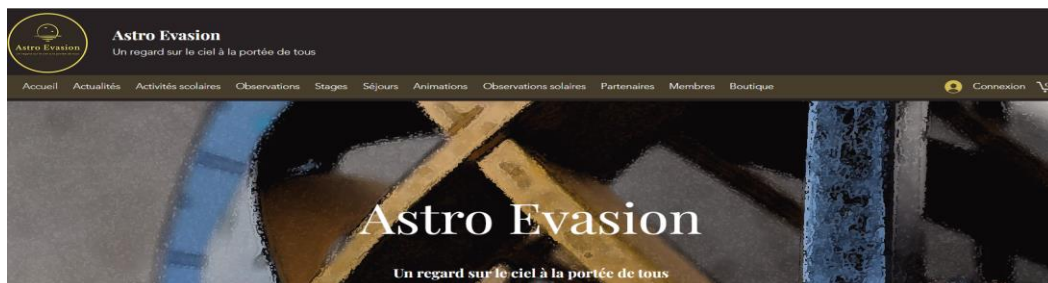 Astro Evasion
Astro Evasion
Un regard sur le ciel à la portée de tous
Accueil Actualités Activités scolaires Observations Stages Séjours Animations Observations solaires Partenaires Membres Boutique Connexion
Astro Evasion
Un regard sur le ciel à la portée de tous